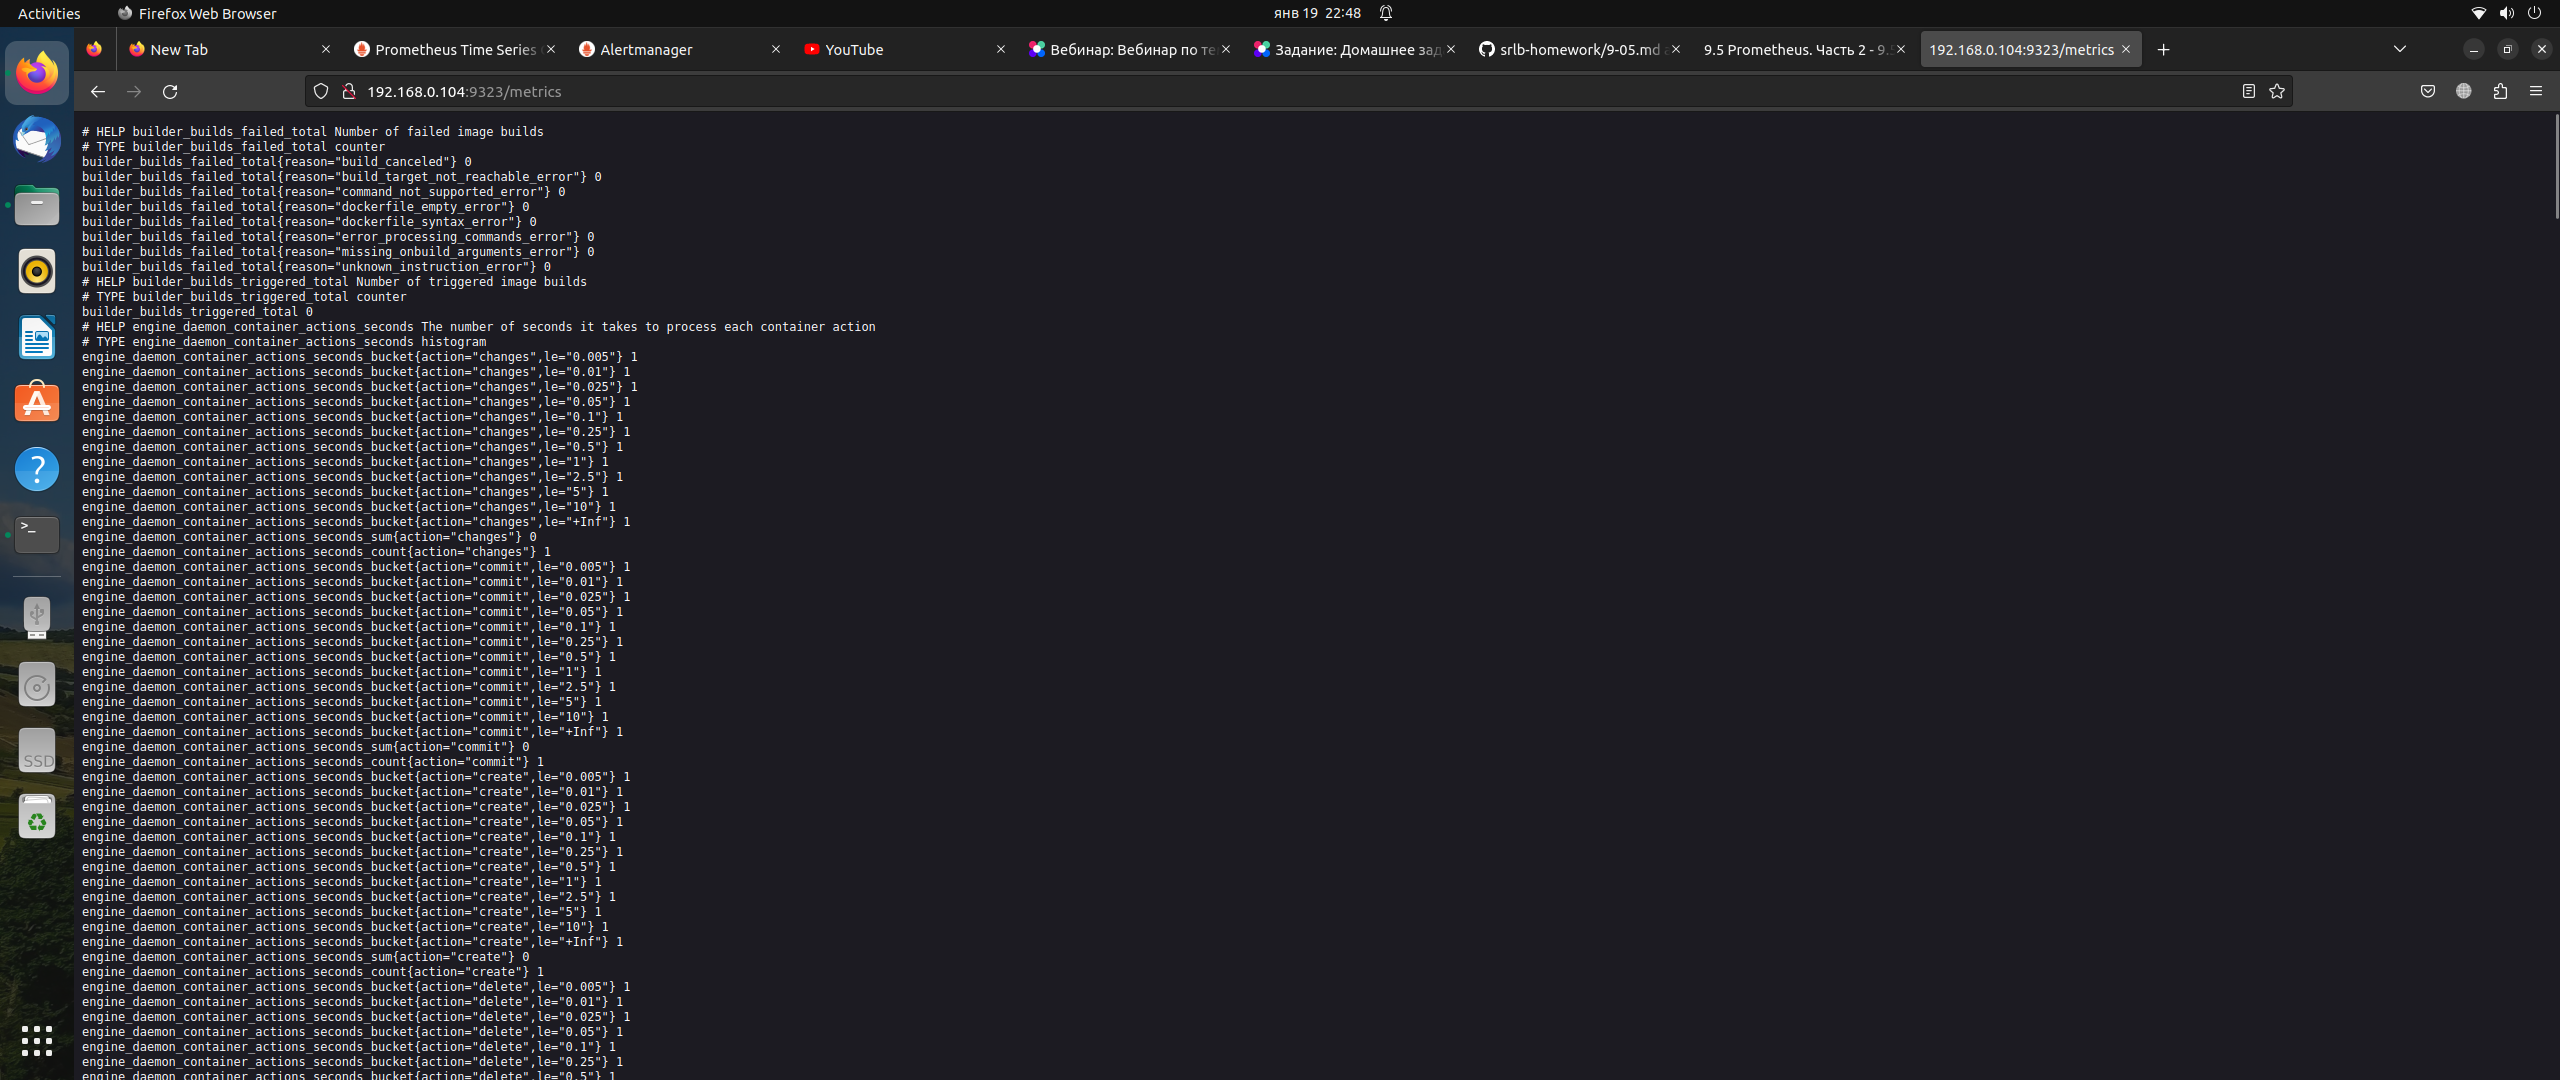 Activities
Firefox Web Browser
янв 19 22:48
New Tab
Prometheus Time Series
Alertmanager
YouTube
Вебинар: Вебинар по те
Задание: Домашнее зад
srlb-homework/9-05.md
9.5 Prometheus. Часть 2 - 9.
192.168.0.104:9323/metrics
192.168.0.104:9323/metrics
# HELP builder_builds_failed_total Number of failed image builds
# TYPE builder_builds_failed_total counter
builder_builds_failed_total{reason="build_canceled"} 0
builder_builds_failed_total{reason="build_target_not_reachable_error"} 0
builder_builds_failed_total{reason="command_not_supported_error"} 0
builder_builds_failed_total{reason="dockerfile_empty_error"} 0
builder_builds_failed_total{reason="dockerfile_syntax_error"} 0
builder_builds_failed_total{reason="error_processing_commands_error"} 0
builder_builds_failed_total{reason="missing_onbuild_arguments_error"} 0
builder_builds_failed_total{reason="unknown_instruction_error"} 0
# HELP builder_builds_triggered_total Number of triggered image builds
# TYPE builder_builds_triggered_total counter
builder_builds_triggered_total 0
# HELP engine_daemon_container_actions_seconds The number of seconds it takes to process each container action
# TYPE engine_daemon_container_actions_seconds histogram
engine_daemon_container_actions_seconds_bucket{action="changes",le="0.005"} 1
engine_daemon_container_actions_seconds_bucket{action="changes",le="0.01"} 1
engine_daemon_container_actions_seconds_bucket{action="changes",le="0.025"} 1
engine_daemon_container_actions_seconds_bucket{action="changes",le="0.05"} 1
engine_daemon_container_actions_seconds_bucket{action="changes",le="0.1"} 1
engine_daemon_container_actions_seconds_bucket{action="changes",le="0.25"} 1
engine_daemon_container_actions_seconds_bucket{action="changes",le="0.5"} 1
engine_daemon_container_actions_seconds_bucket{action="changes",le="1"} 1
engine_daemon_container_actions_seconds_bucket{action="changes",le="2.5"} 1
engine_daemon_container_actions_seconds_bucket{action="changes",le="5"} 1
engine_daemon_container_actions_seconds_bucket{action="changes",le="10"} 1
engine_daemon_container_actions_seconds_bucket{action="changes",le="+Inf"} 1
engine_daemon_container_actions_seconds_sum{action="changes"} 0
engine_daemon_container_actions_seconds_count{action="changes"} 1
engine_daemon_container_actions_seconds_bucket{action="commit",le="0.005"} 1
engine_daemon_container_actions_seconds_bucket{action="commit",le="0.01"} 1
engine_daemon_container_actions_seconds_bucket{action="commit",le="0.025"} 1
engine_daemon_container_actions_seconds_bucket{action="commit",le="0.05"} 1
engine_daemon_container_actions_seconds_bucket{action="commit",le="0.1"} 1
engine_daemon_container_actions_seconds_bucket{action="commit",le="0.25"} 1
engine_daemon_container_actions_seconds_bucket{action="commit",le="0.5"} 1
engine_daemon_container_actions_seconds_bucket{action="commit",le="1"} 1
engine_daemon_container_actions_seconds_bucket{action="commit",le="2.5"} 1
engine_daemon_container_actions_seconds_bucket{action="commit",le="5"} 1
engine_daemon_container_actions_seconds_bucket{action="commit",le="10"} 1
engine_daemon_container_actions_seconds_bucket{action="commit",le="+Inf"} 1
engine_daemon_container_actions_seconds_sum{action="commit"} 0
engine_daemon_container_actions_seconds_count{action="commit"} 1
engine_daemon_container_actions_seconds_bucket{action="create",le="0.005"} 1
engine_daemon_container_actions_seconds_bucket{action="create",le="0.01"} 1
engine_daemon_container_actions_seconds_bucket{action="create",le="0.025"} 1
engine_daemon_container_actions_seconds_bucket{action="create",le="0.05"} 1
engine_daemon_container_actions_seconds_bucket{action="create",le="0.1"} 1
engine_daemon_container_actions_seconds_bucket{action="create",le="0.25"} 1
engine_daemon_container_actions_seconds_bucket{action="create",le="0.5"} 1
engine_daemon_container_actions_seconds_bucket{action="create",le="1"} 1
engine_daemon_container_actions_seconds_bucket{action="create",le="2.5"} 1
engine_daemon_container_actions_seconds_bucket{action="create",le="5"} 1
engine_daemon_container_actions_seconds_bucket{action="create",le="10"} 1
engine_daemon_container_actions_seconds_bucket{action="create",le="+Inf"} 1
engine_daemon_container_actions_seconds_sum{action="create"} 0
engine_daemon_container_actions_seconds_count{action="create"} 1
engine_daemon_container_actions_seconds_bucket{action="delete",le="0.005"} 1
engine_daemon_container_actions_seconds_bucket{action="delete",le="0.01"} 1
engine_daemon_container_actions_seconds_bucket{action="delete",le="0.025"} 1
engine_daemon_container_actions_seconds_bucket{action="delete",le="0.05"} 1
engine_daemon_container_actions_seconds_bucket{action="delete",le="0.1"} 1
engine_daemon_container_actions_seconds_bucket{action="delete",le="0.25"} 1
engine_daemon_container_actions_seconds_bucket{action="delete",le="0.5"} 1
SSD